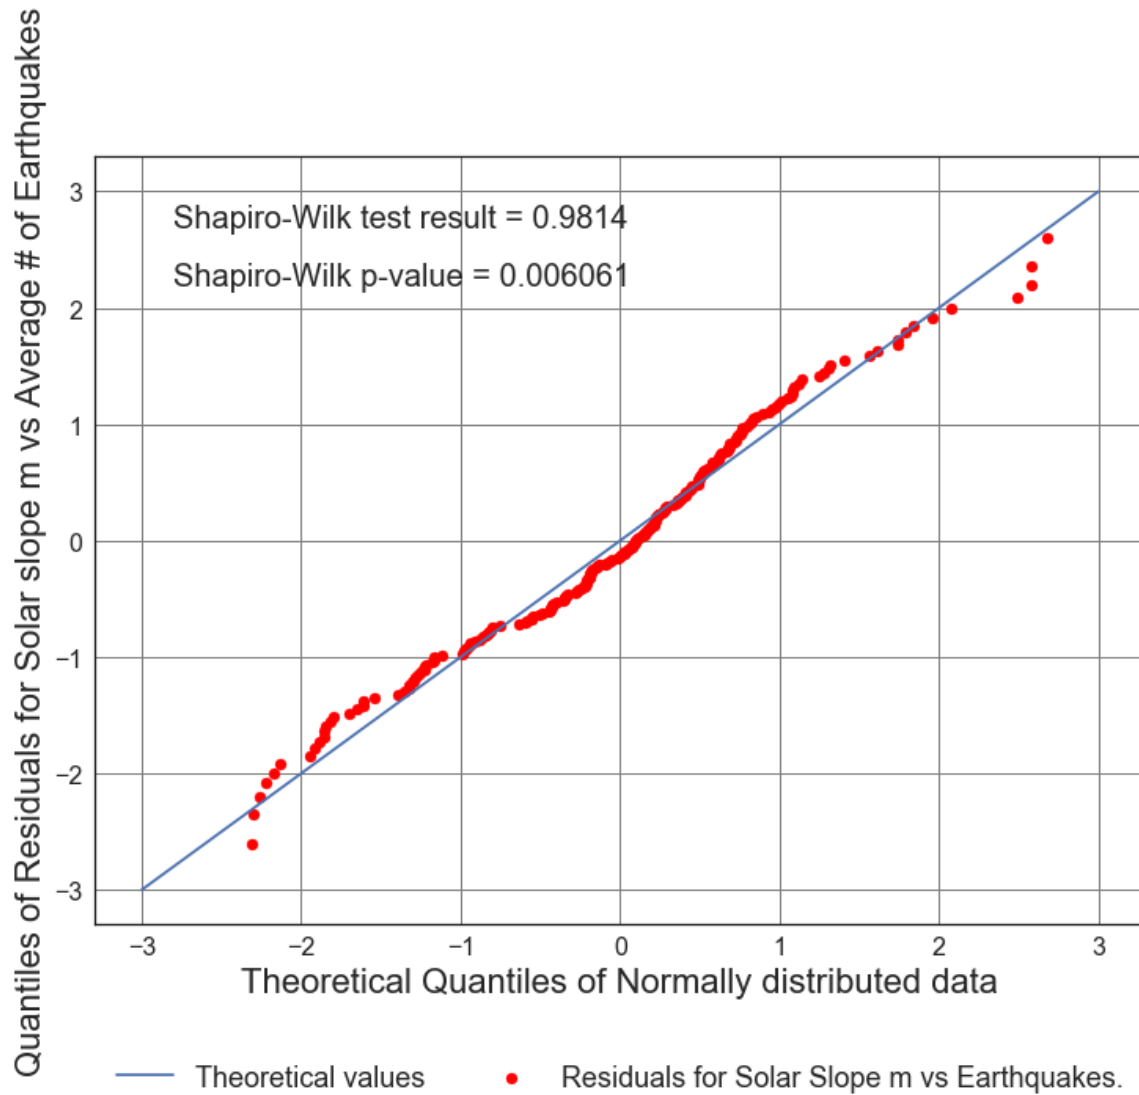 Quantiles of Residuals for Solar slope m vs Average # of Earthquakes
Shapiro-Wilk test result = 0.9814
Shapiro-Wilk p-value = 0.006061
3
2
1
0
−1
−2
−3
−3 −2 −1 0 1 2 3
Theoretical Quantiles of Normally distributed data
Theoretical values
Residuals for Solar Slope m vs Earthquakes.